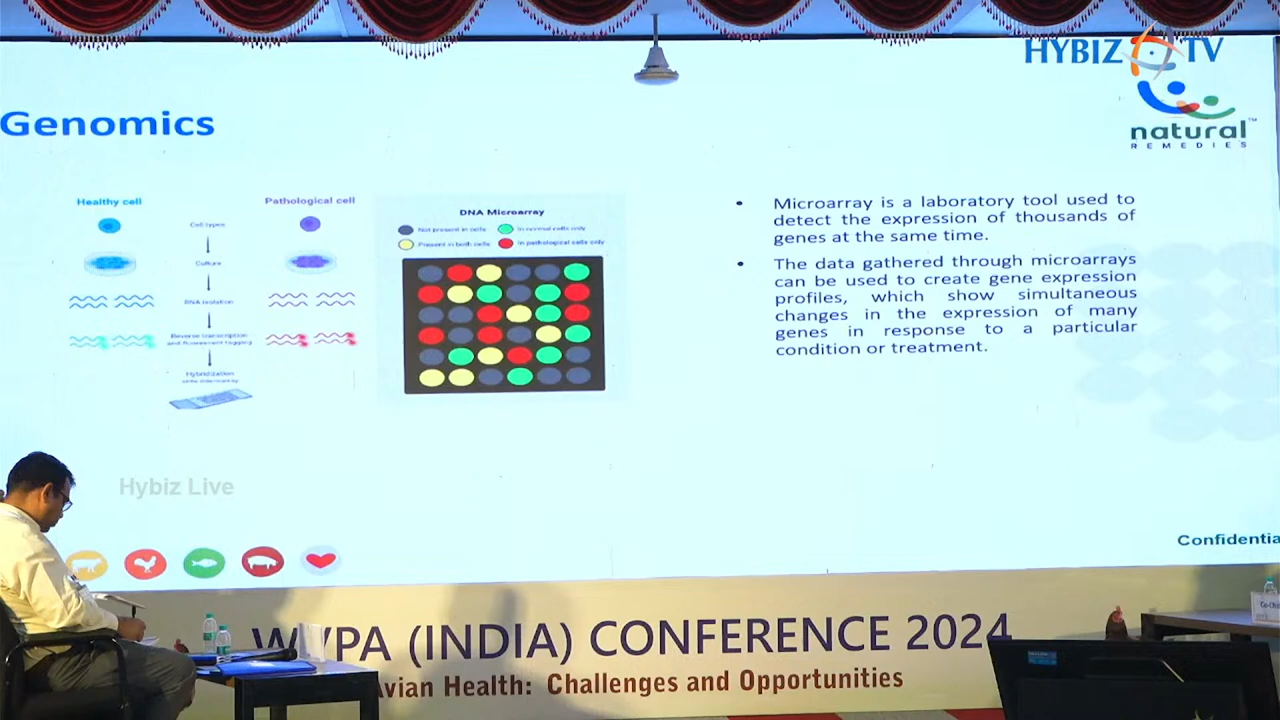 HYBIZ TV
natural™
REMEDIES
Genomics
Healthy cell
Pathological cell
Cell types
Culture
RNA isolation
Reverse transcription
and fluorescent tagging
Hybridization
DNA Microarray
Not present in cells
In normal cells only
Present in both cells
In pathological cells only
• Microarray is a laboratory tool used to
detect the expression of thousands of
genes at the same time.
• The data gathered through microarrays
can be used to create gene expression
profiles, which show simultaneous
changes in the expression of many
genes in response to a particular
condition or treatment.
Hybiz Live
Confidentia
(INDIA) CONFERENCE 2024
Avian Health: Challenges and Opportunities